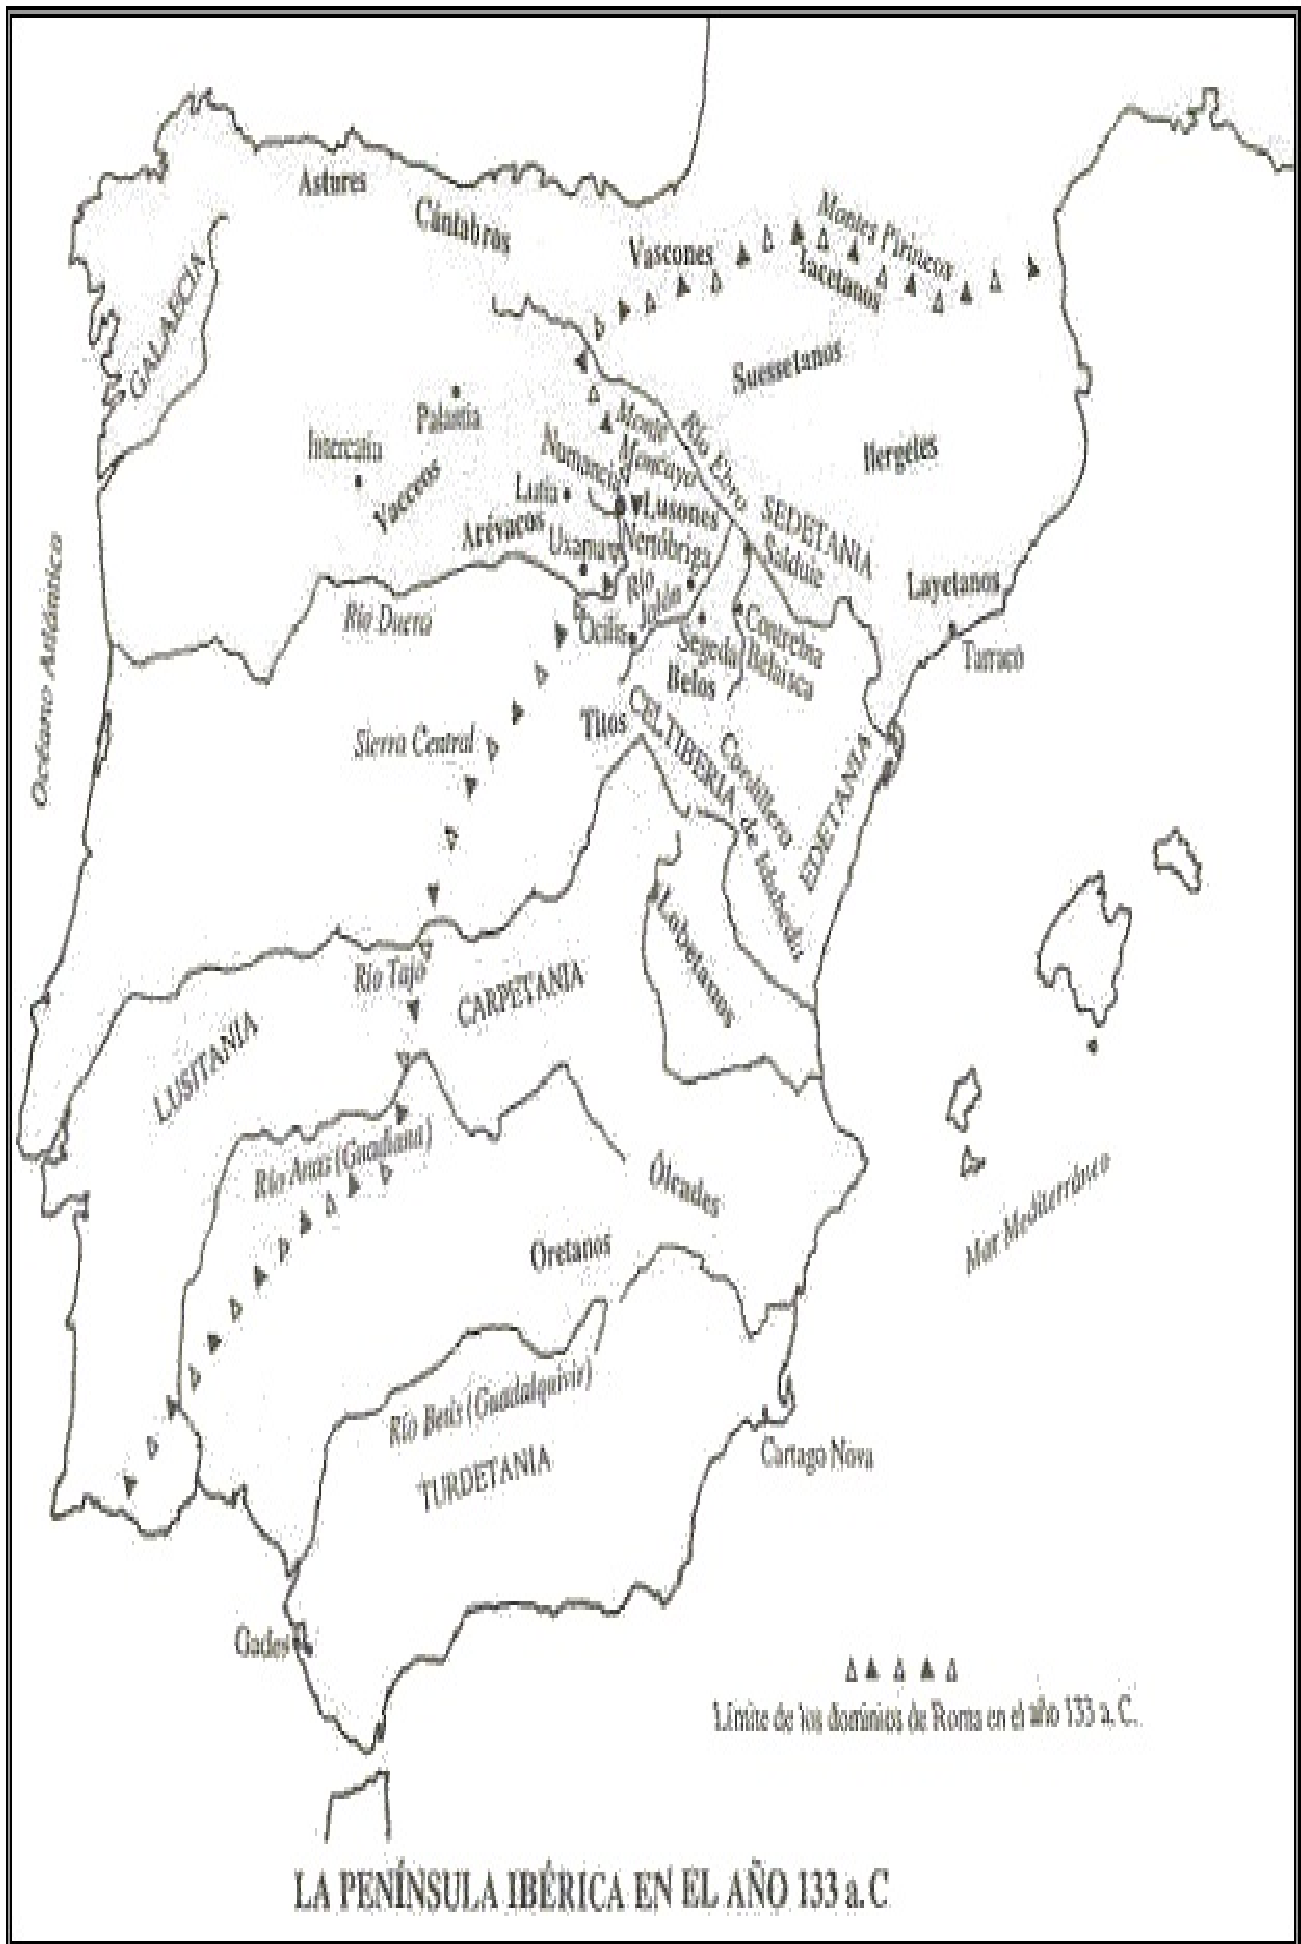 Astures
Cántabros
Vascones
Montes Pirineos
Iacetanos
GALAECIA
Suessetanos
Palantia
Intercatia
Vacceos
Monte
Moncayo
Río Ebro
Ilergetes
Numancia
Lutia
Lusones
SEDETANIA
Arévacos
Uxama
Nertóbriga
Salduie
Layetanos
Océano Atlántico
Río Duero
Río
Jalón
Ocilis
Segeda
Contrebia
Belaisca
Tarraco
Belos
Titos
CELTIBERIA
Sierra Central
Cordillera
de Idubeda
EDETANIA
Lobetanos
Río Tajo
CARPETANIA
LUSITANIA
Río Anas (Guadiana)
Ólcades
Mar Mediterráneo
Oretanos
Río Betis (Guadalquivir)
TURDETANIA
Cartago Nova
Gades
Límite de los dominios de Roma en el año 133 a. C.
LA PENÍNSULA IBÉRICA EN EL AÑO 133 a. C